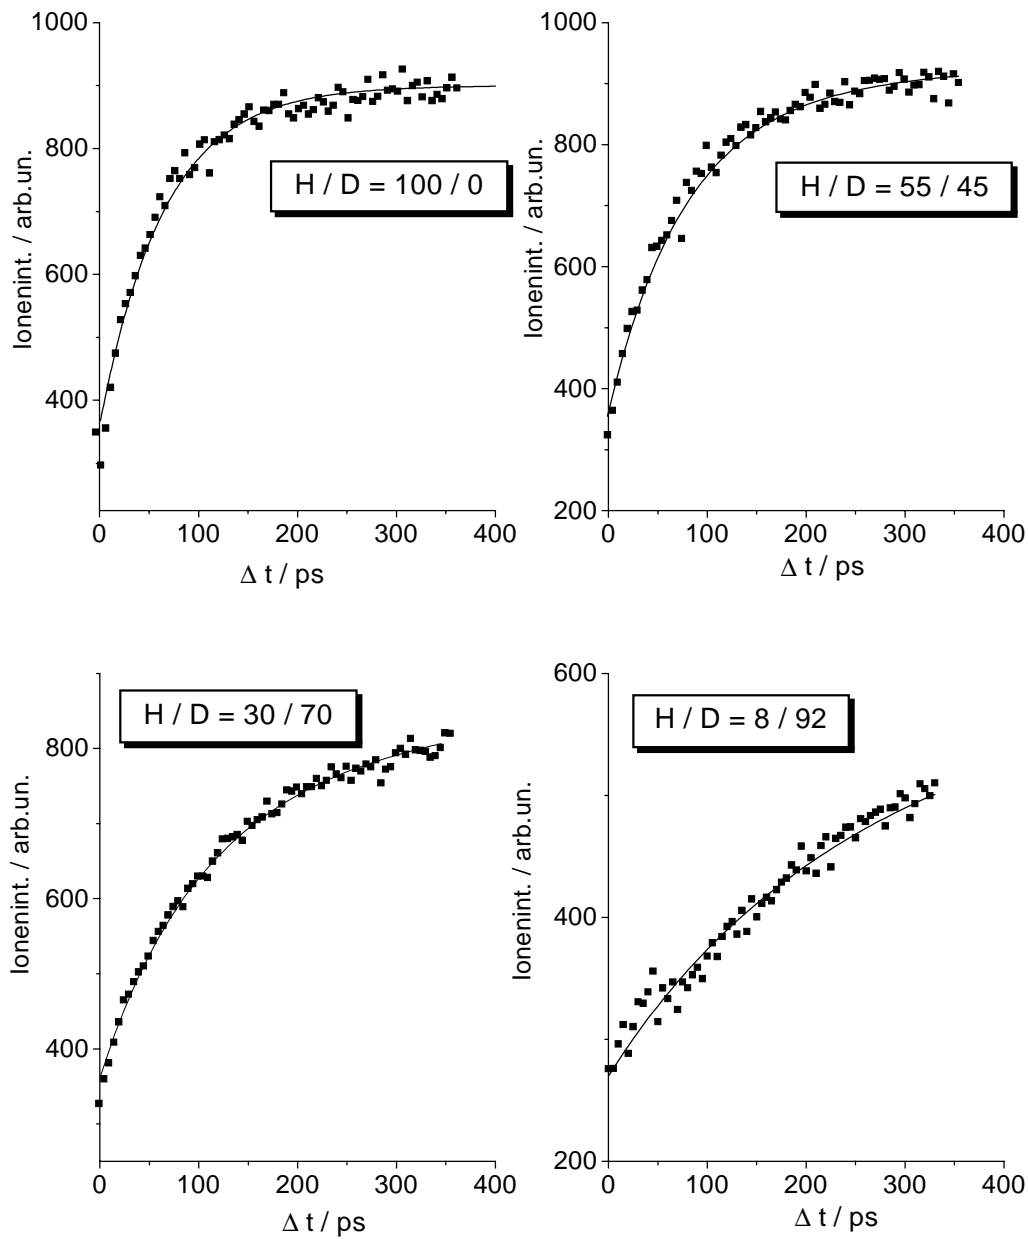 1000
800
600
400
0
100
200
300
400
Ionenint. / arb.un.
Δ t / ps
H / D = 100 / 0
1000
800
600
400
200
0
100
200
300
400
Ionenint. / arb.un.
Δ t / ps
H / D = 55 / 45
800
600
400
0
100
200
300
400
Ionenint. / arb.un.
Δ t / ps
H / D = 30 / 70
600
400
200
0
100
200
300
400
Ionenint. / arb.un.
Δ t / ps
H / D = 8 / 92